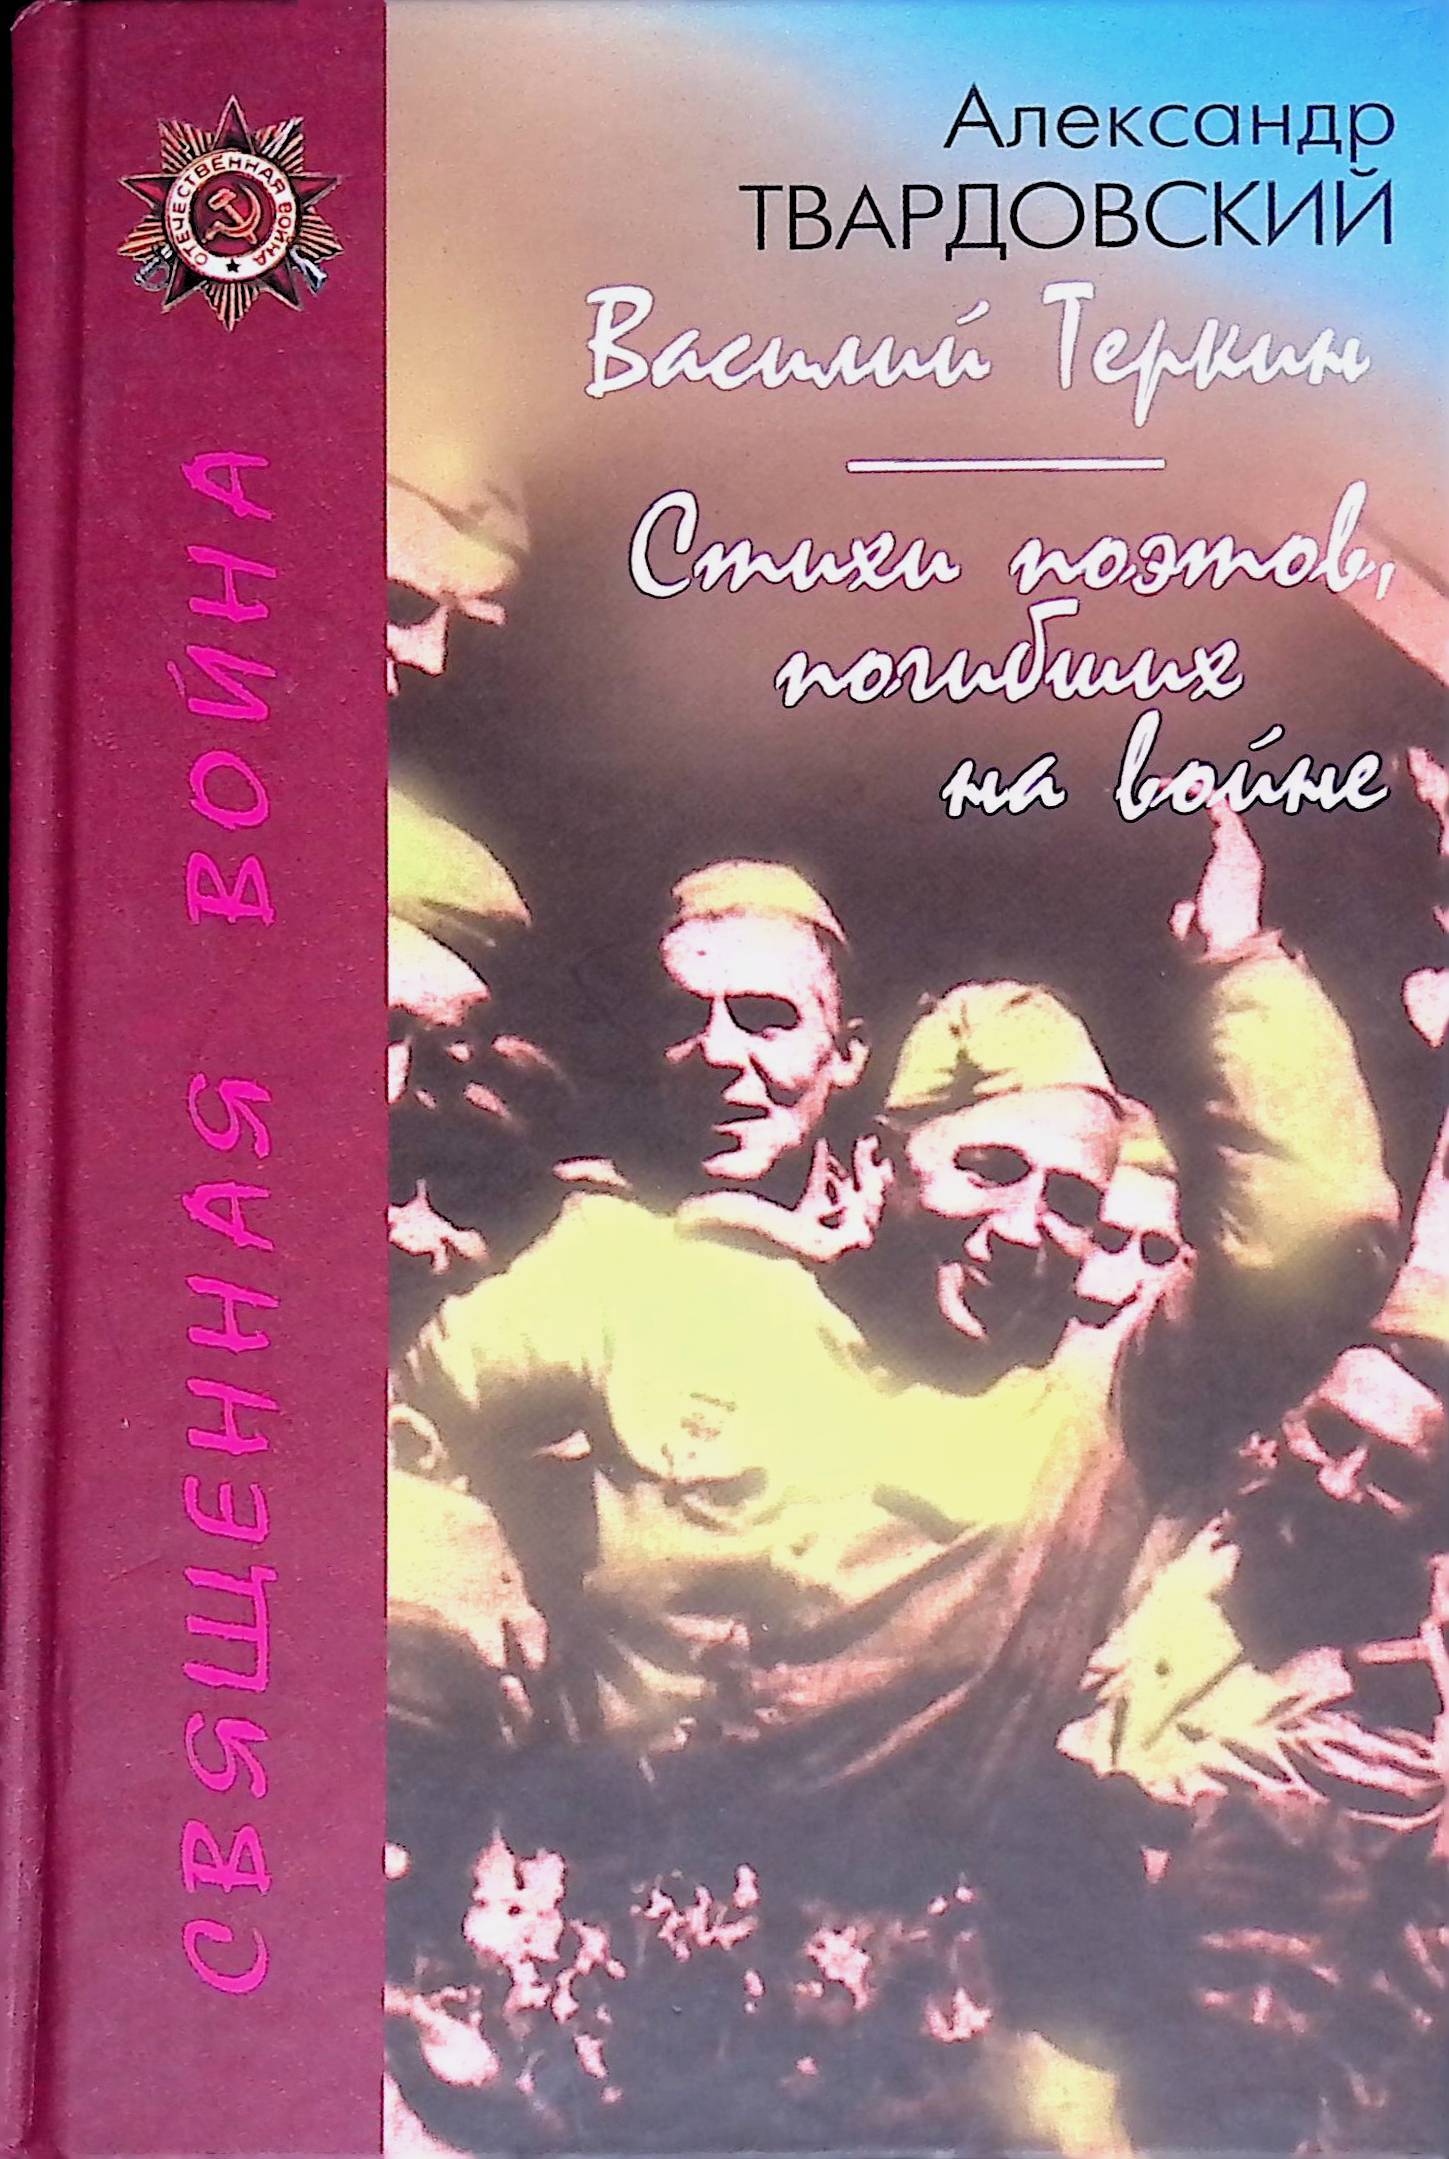 Александр
ТВАРДОВСКИЙ
Василий Теркин
Стихи поэтов,
погибших
на войне
СВЯЩЕННАЯ ВОЙНА
ОТЕЧЕСТВЕННАЯ ВОЙНА